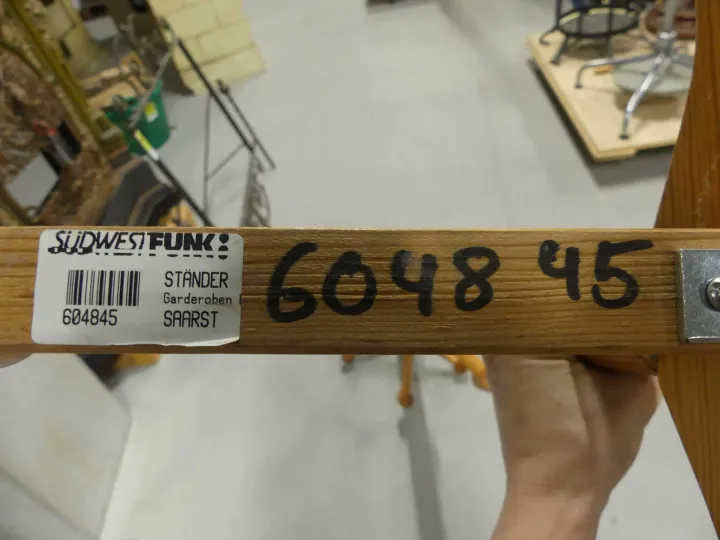 SÜDWESTFUNK:
STÄNDER
Garderoben
604845
SAARST
604845